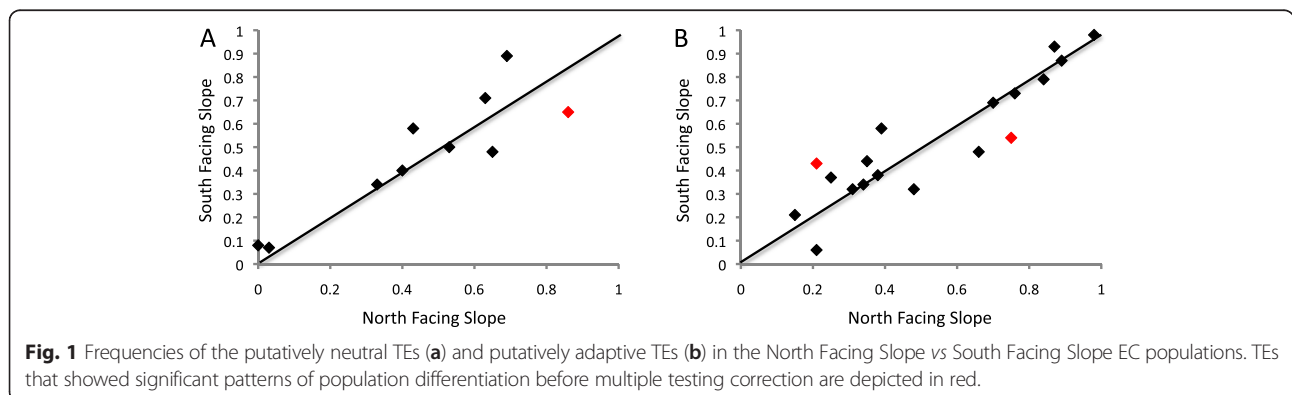 A
1
0.9
0.8
0.7
0.6
0.5
0.4
0.3
0.2
0.1
0
South Facing Slope
0 0.2 0.4 0.6 0.8 1
North Facing Slope
B
1
0.9
0.8
0.7
0.6
0.5
0.4
0.3
0.2
0.1
0
South Facing Slope
0 0.2 0.4 0.6 0.8 1
North Facing Slope
Fig. 1 Frequencies of the putatively neutral TEs (a) and putatively adaptive TEs (b) in the North Facing Slope vs South Facing Slope EC populations. TEs
that showed significant patterns of population differentiation before multiple testing correction are depicted in red.